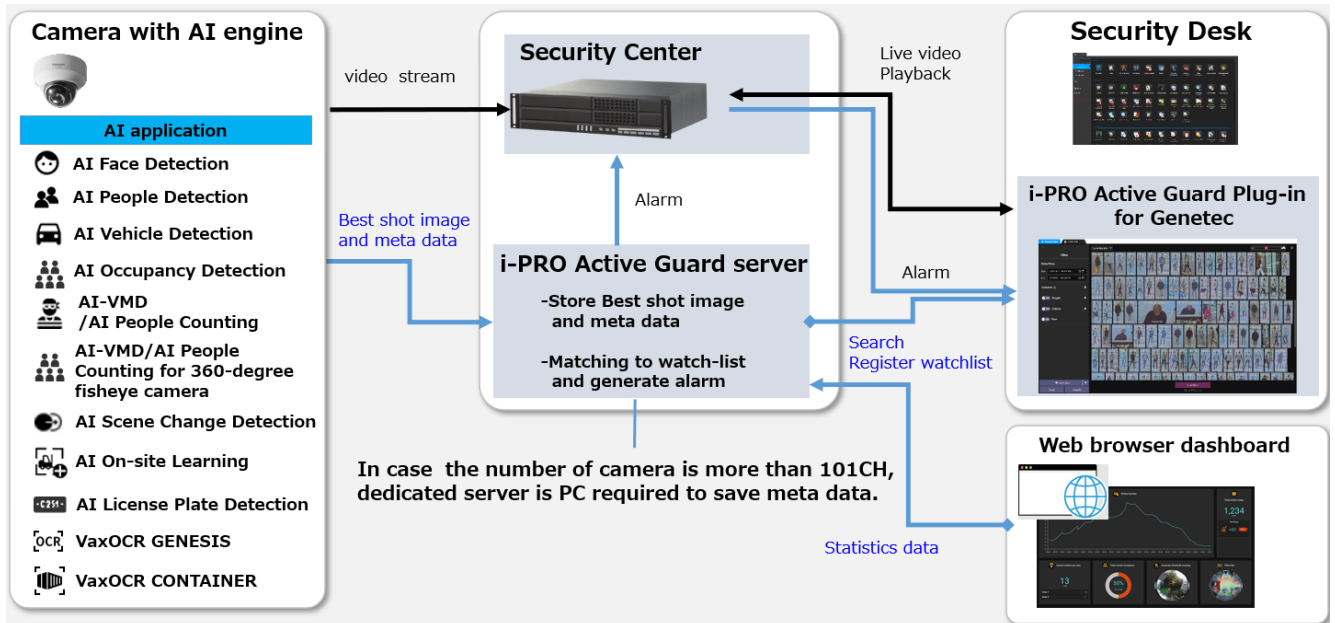 Camera with AI engine
AI application
AI Face Detection
AI People Detection
AI Vehicle Detection
AI Occupancy Detection
AI-VMD
/AI People Counting
AI-VMD/AI People
Counting for 360-degree
fisheye camera
AI Scene Change Detection
AI On-site Learning
AI License Plate Detection
OCR
VaxOCR GENESIS
VaxOCR CONTAINER
video stream
Best shot image
and meta data
Security Center
Alarm
i-PRO Active Guard server
-Store Best shot image
and meta data
-Matching to watch-list
and generate alarm
In case the number of camera is more than 101CH,
dedicated server is PC required to save meta data.
Live video
Playback
Alarm
Search
Register watchlist
Statistics data
Security Desk
i-PRO Active Guard Plug-in
for Genetec
Web browser dashboard
1,234
13
50%